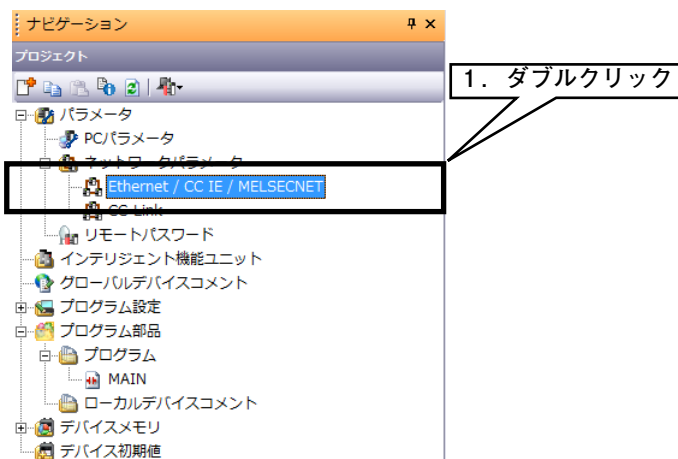 ナビゲーション
プロジェクト
1. ダブルクリック
パラメータ
PCパラメータ
ネットワークパラメータ
Ethernet / CC IE / MELSECNET
CC-Link
リモートパスワード
インテリジェント機能ユニット
グローバルデバイスコメント
プログラム設定
プログラム部品
プログラム
MAIN
ローカルデバイスコメント
デバイスメモリ
デバイス初期値